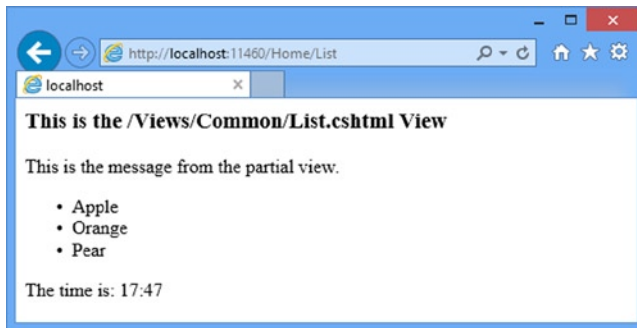 http://localhost:11460/Home/List
localhost
This is the /Views/Common/List.cshtml View
This is the message from the partial view.
• Apple
• Orange
• Pear
The time is: 17:47